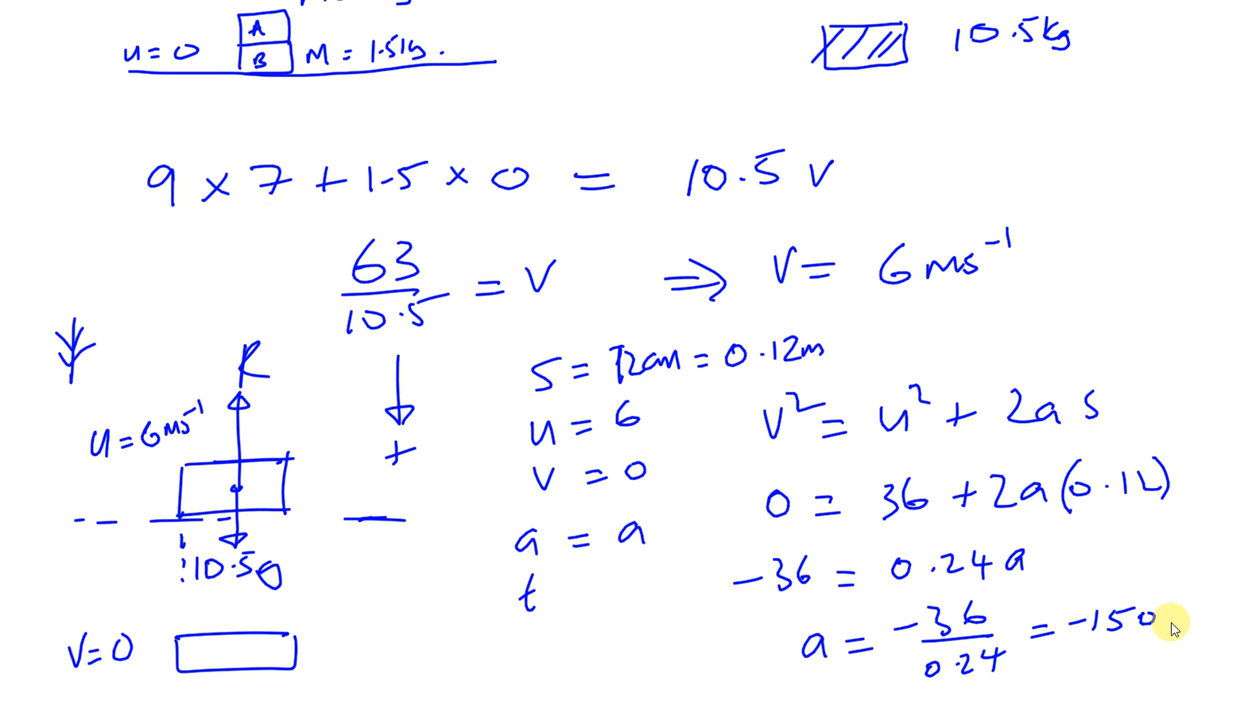 A
u = 0 B M = 1.5kg. 10.5kg
9 × 7 + 1.5 × 0 = 10.5 v
63/10.5 = v ⇒ v = 6 ms⁻¹
R
u = 6 ms⁻¹
+
10.5g
v = 0
s = 12cm = 0.12m
u = 6
v = 0
a = a
t
v² = u² + 2as
0 = 36 + 2a(0.12)
-36 = 0.24a
a = -36/0.24 = -150